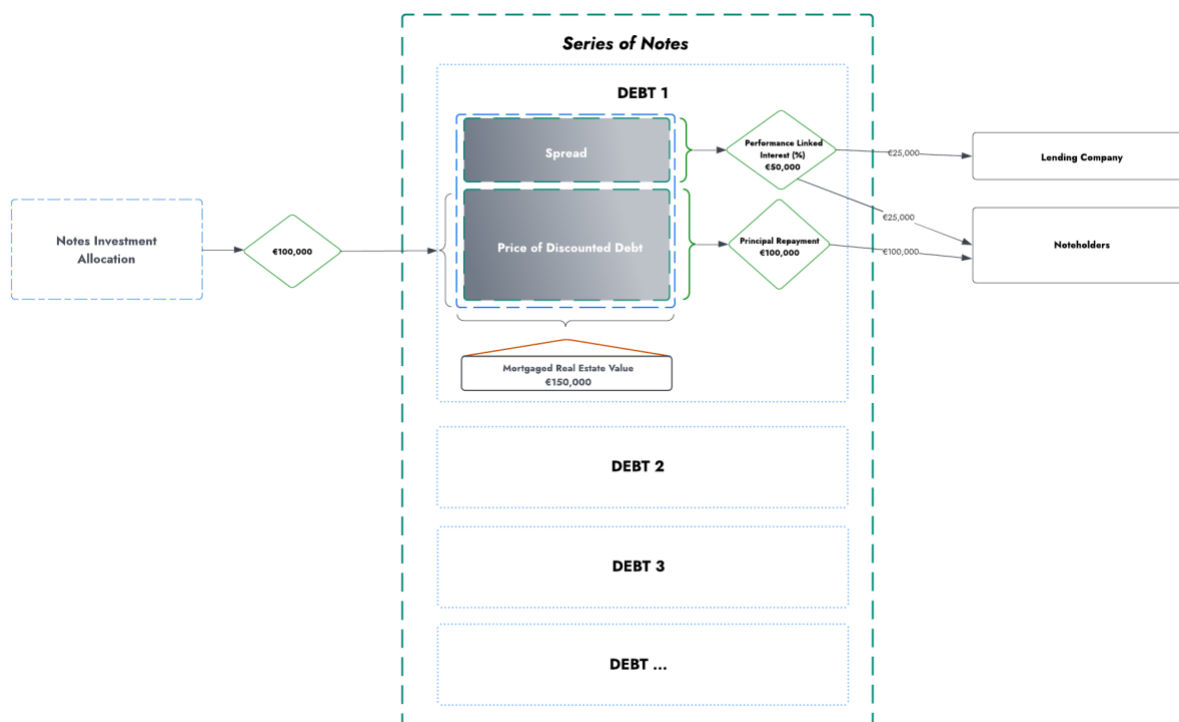 Series of Notes
DEBT 1
Spread
Performance Linked
Interest (%)
€50,000
€25,000
Lending Company
Notes Investment
Allocation
€100,000
Price of Discounted Debt
Principal Repayment
€100,000
€25,000
€100,000
Noteholders
Mortgaged Real Estate Value
€150,000
DEBT 2
DEBT 3
DEBT ...